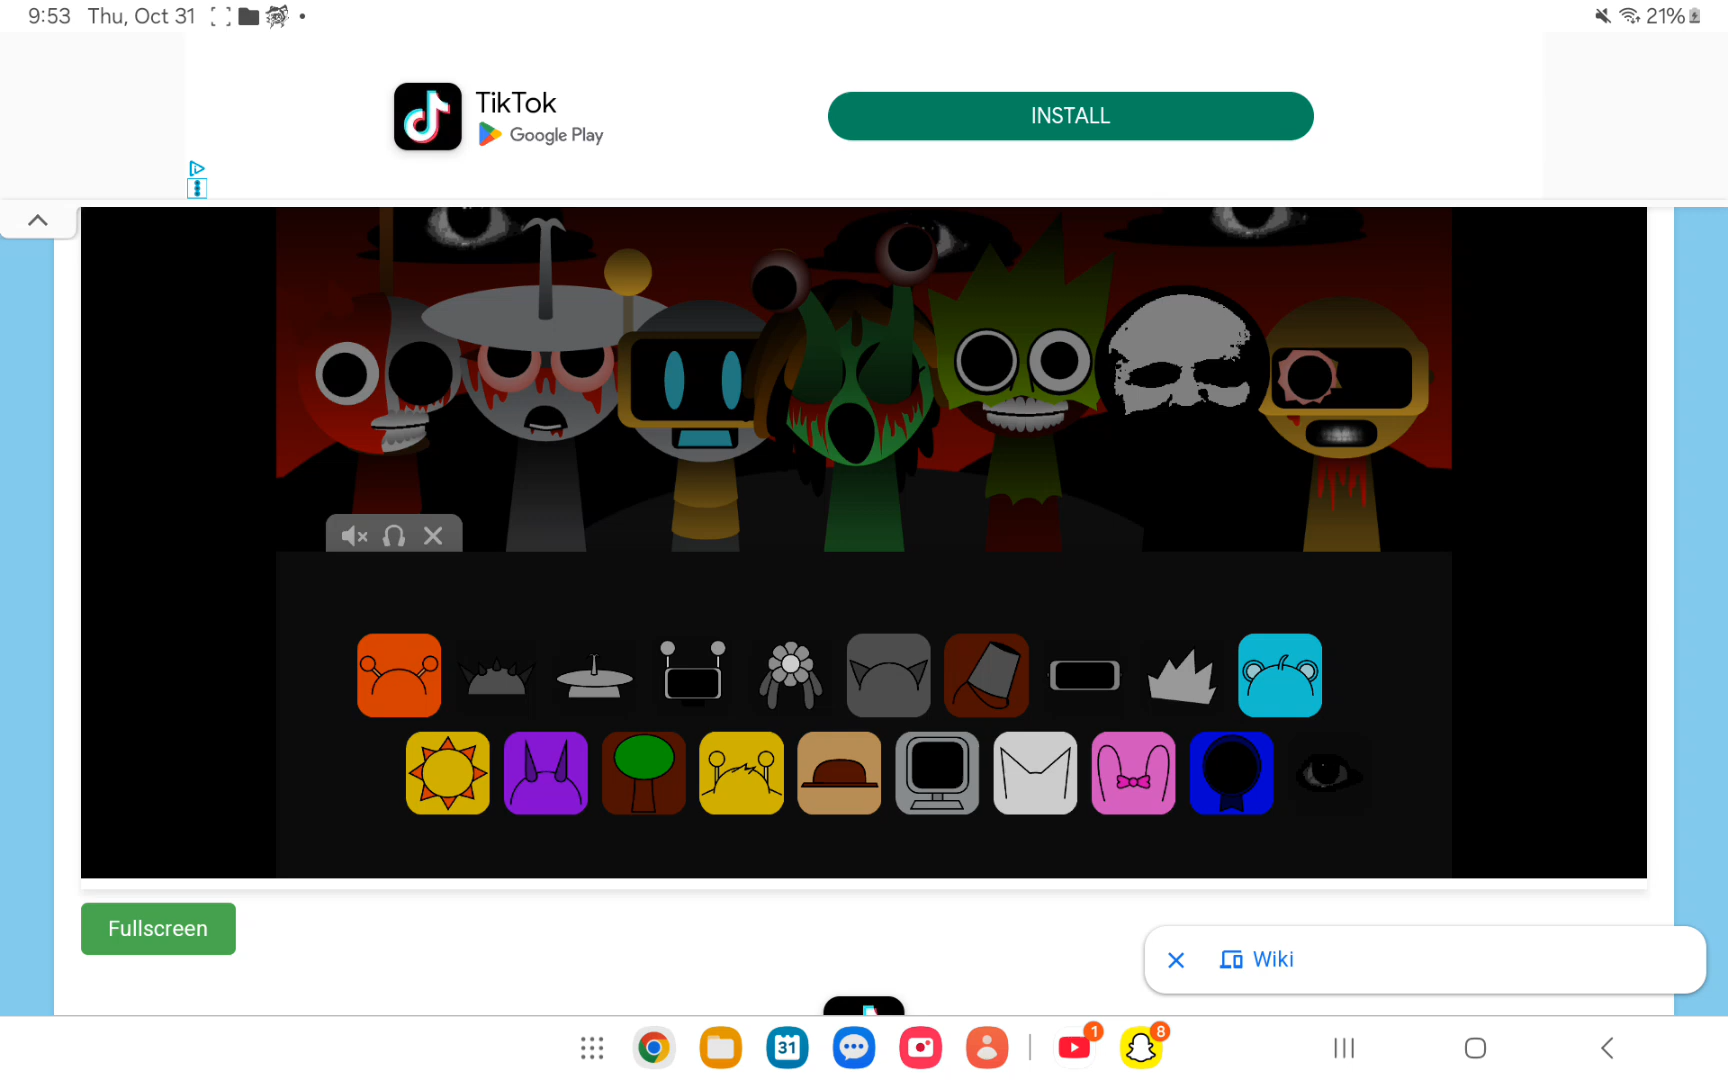 9:53 Thu, Oct 31
21%
TikTok
Google Play
INSTALL
Fullscreen
Wiki
31
1
8